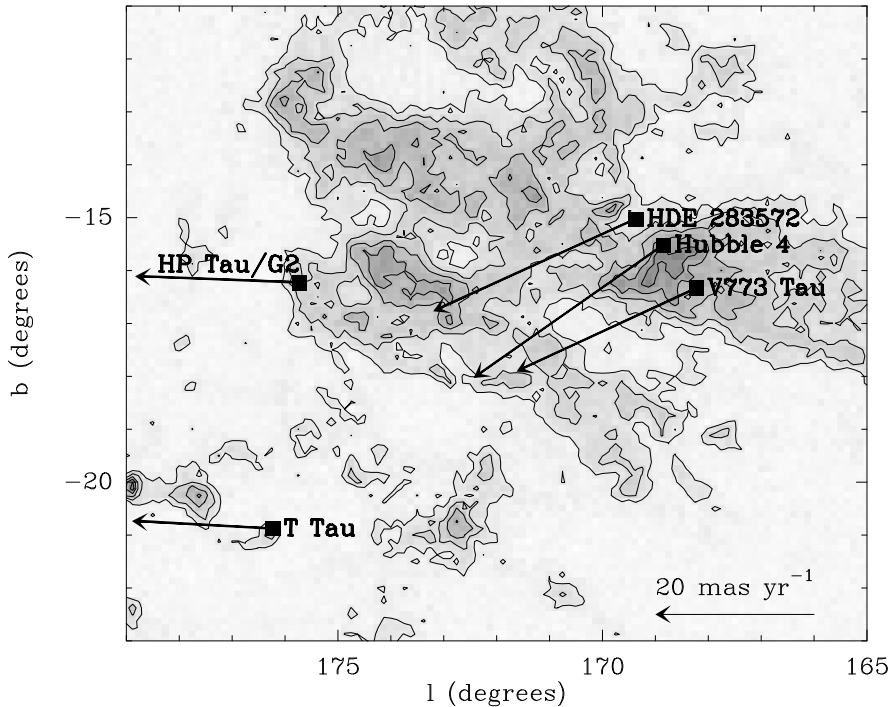 −15
HDE 283572
Hubble 4
HP Tau/G2
V773 Tau
b (degrees)
−20
T Tau
20 mas yr⁻¹
175
170
165
l (degrees)